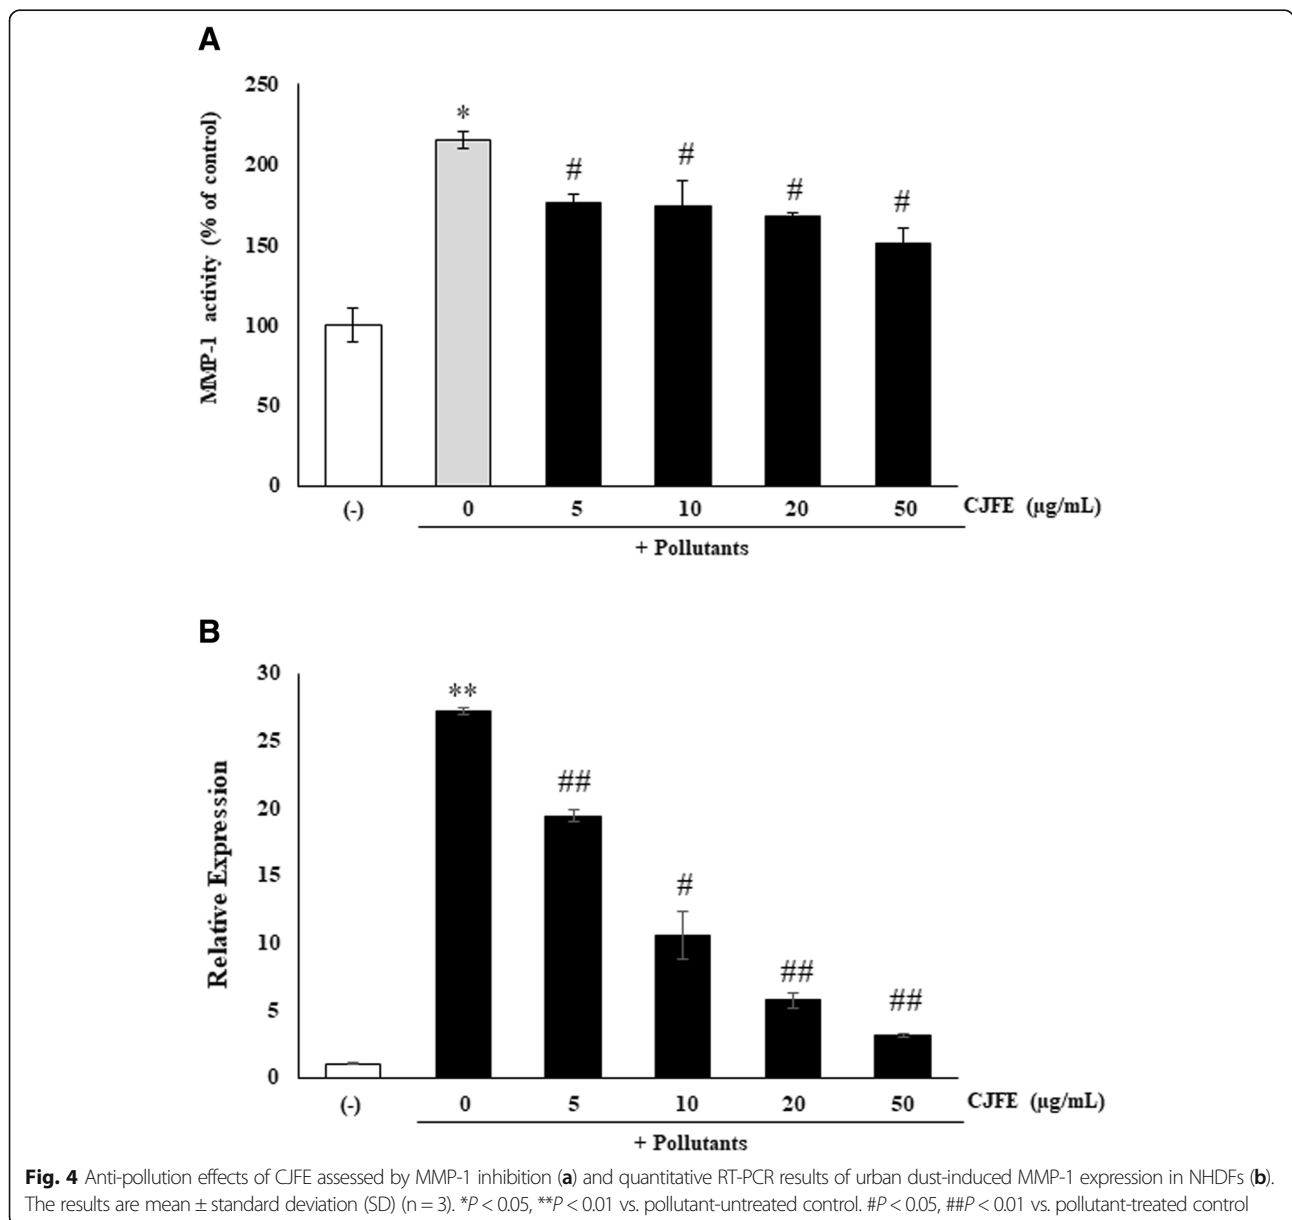 A
MMP-1 activity (% of control)
250
200
150
100
50
0
*
#
#
#
#
(-) 0 5 10 20 50 CJFE (µg/mL)
+ Pollutants
B
Relative Expression
30
25
20
15
10
5
0
**
##
#
##
##
(-) 0 5 10 20 50 CJFE (µg/mL)
+ Pollutants
Fig. 4 Anti-pollution effects of CJFE assessed by MMP-1 inhibition (a) and quantitative RT-PCR results of urban dust-induced MMP-1 expression in NHDFs (b).
The results are mean ± standard deviation (SD) (n = 3). *P < 0.05, **P < 0.01 vs. pollutant-untreated control. #P < 0.05, ##P < 0.01 vs. pollutant-treated control